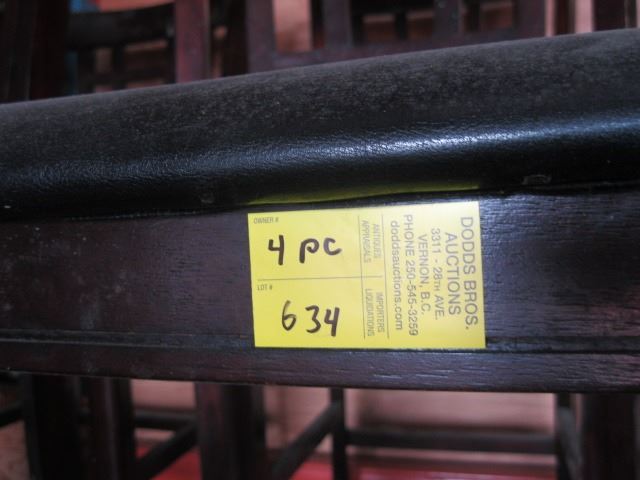 DODDS BROS.
AUCTIONS
3311 - 28TH AVE.
VERNON, B.C.
PHONE 250-545-3259
doddsauctions.com
ANTIQUES
APPRAISALS
IMPORTERS
LIQUIDATIONS
OWNER #
4 PC
LOT #
634